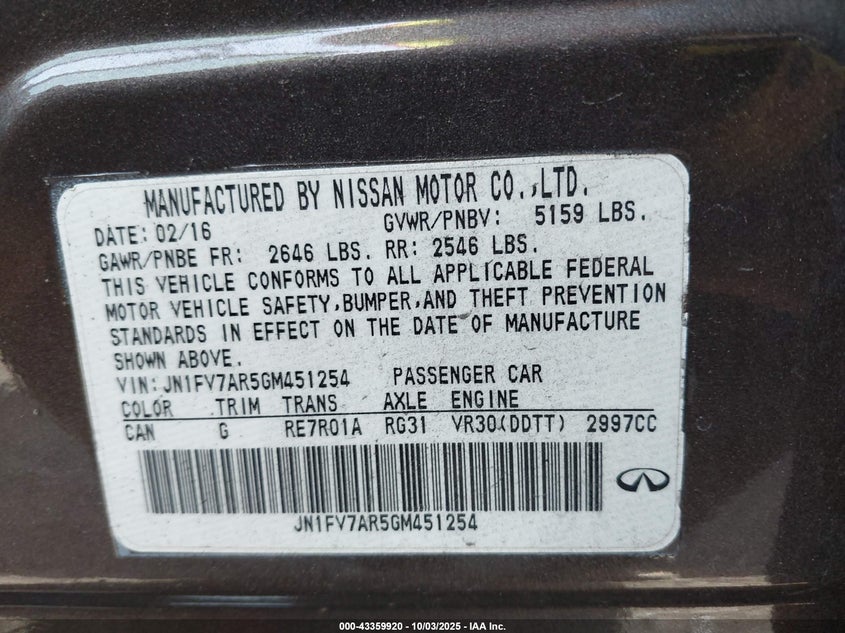 MANUFACTURED BY NISSAN MOTOR CO.,LTD.
DATE: 02/16 GVWR/PNBV: 5159 LBS.
GAWR/PNBE FR: 2646 LBS. RR: 2546 LBS.
THIS VEHICLE CONFORMS TO ALL APPLICABLE FEDERAL
MOTOR VEHICLE SAFETY,BUMPER,AND THEFT PREVENTION
STANDARDS IN EFFECT ON THE DATE OF MANUFACTURE
SHOWN ABOVE.
VIN: JN1FV7AR5GM451254 PASSENGER CAR
COLOR TRIM TRANS AXLE ENGINE
CAN G RE7R01A RG31 VR30(DDTT) 2997CC
JN1FV7AR5GM451254
000-43359920 - 10/03/2025 - IAA Inc.